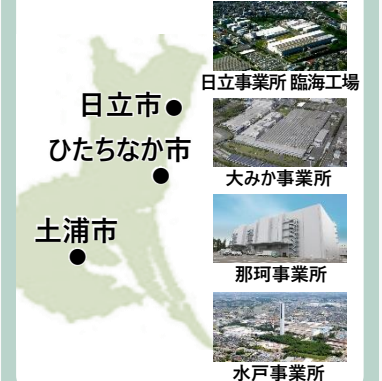 日立市
ひたちなか市
土浦市
日立事業所 臨海工場
大みか事業所
那珂事業所
水戸事業所